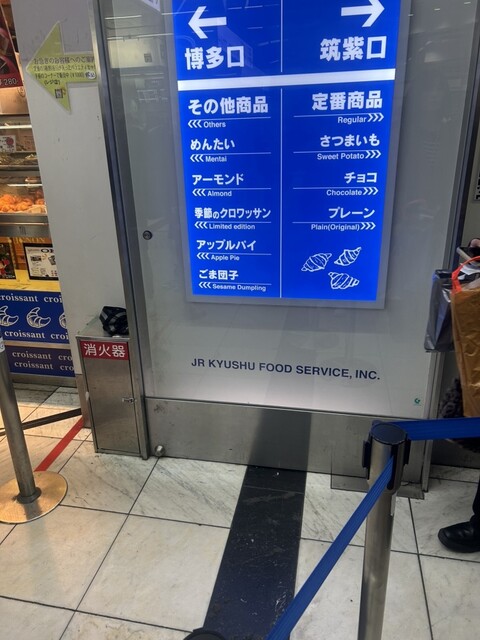 ←
→
博多口
筑紫口
その他商品
<<<Others
めんたい
<<<Mentai
アーモンド
<<<Almond
季節のクロワッサン
<<<Limited edition
アップルパイ
<<<Apple Pie
ごま団子
<<<Sesame Dumpling
定番商品
Regular>>>
さつまいも
Sweet Potato>>>
チョコ
Chocolate>>>
プレーン
Plain(Original)>>>
JR KYUSHU FOOD SERVICE, INC.
消火器
croissant croissant
croissant croissant